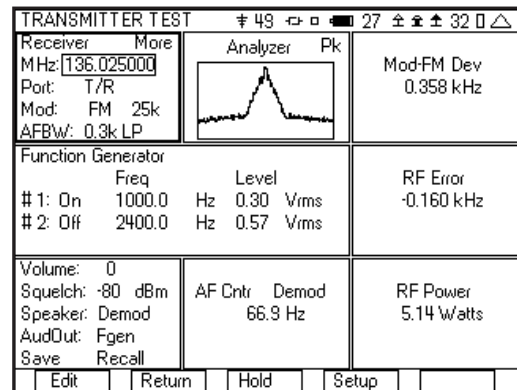 TRANSMITTER TEST 49 27 32
Receiver More
MHz: 136.025000
Port: T/R
Mod: FM 25k
AFBW: 0.3k LP
Analyzer Pk
Mod-FM Dev
0.358 kHz
Function Generator
Freq Level
#1: On 1000.0 Hz 0.30 Vrms
#2: Off 2400.0 Hz 0.57 Vrms
RF Error
-0.160 kHz
Volume: 0
Squelch: -80 dBm
Speaker: Demod
AudOut: Fgen
Save Recall
AF Cntr Demod
66.9 Hz
RF Power
5.14 Watts
Edit Return Hold Setup